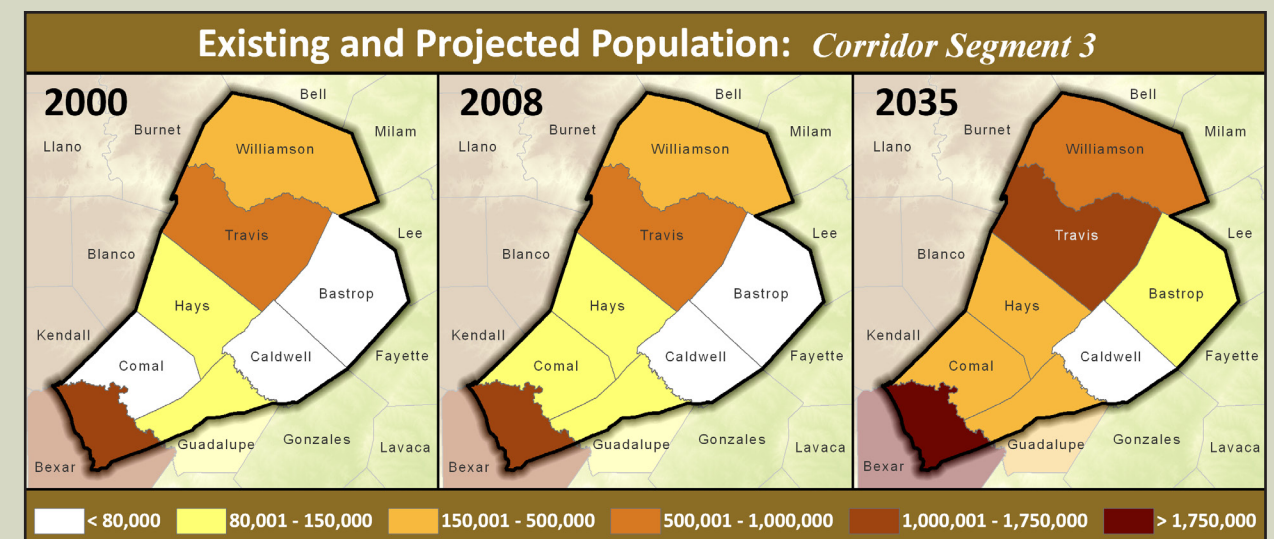 Existing and Projected Population: Corridor Segment 3
2000
Bell
Burnet
Milam
Llano
Williamson
Travis
Lee
Blanco
Bastrop
Hays
Kendall
Caldwell
Fayette
Comal
Guadalupe
Gonzales
Lavaca
Bexar
2008
Bell
Burnet
Milam
Llano
Williamson
Travis
Lee
Blanco
Bastrop
Hays
Kendall
Caldwell
Fayette
Comal
Guadalupe
Gonzales
Lavaca
Bexar
2035
Bell
Burnet
Milam
Llano
Williamson
Travis
Lee
Blanco
Bastrop
Hays
Kendall
Caldwell
Fayette
Comal
Guadalupe
Gonzales
Lavaca
Bexar
< 80,000 80,001 - 150,000 150,001 - 500,000 500,001 - 1,000,000 1,000,001 - 1,750,000 > 1,750,000